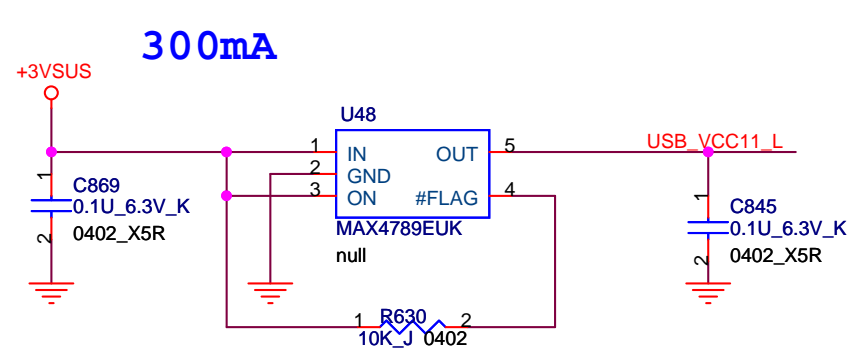 300mA
+3VSUS
U48
USB_VCC11_L
1 IN OUT 5
2 GND
3 ON #FLAG 4
MAX4789EUK
null
1
C869
0.1U_6.3V_K
0402_X5R
2
1
C845
0.1U_6.3V_K
0402_X5R
2
R630
1 2
10K_J 0402